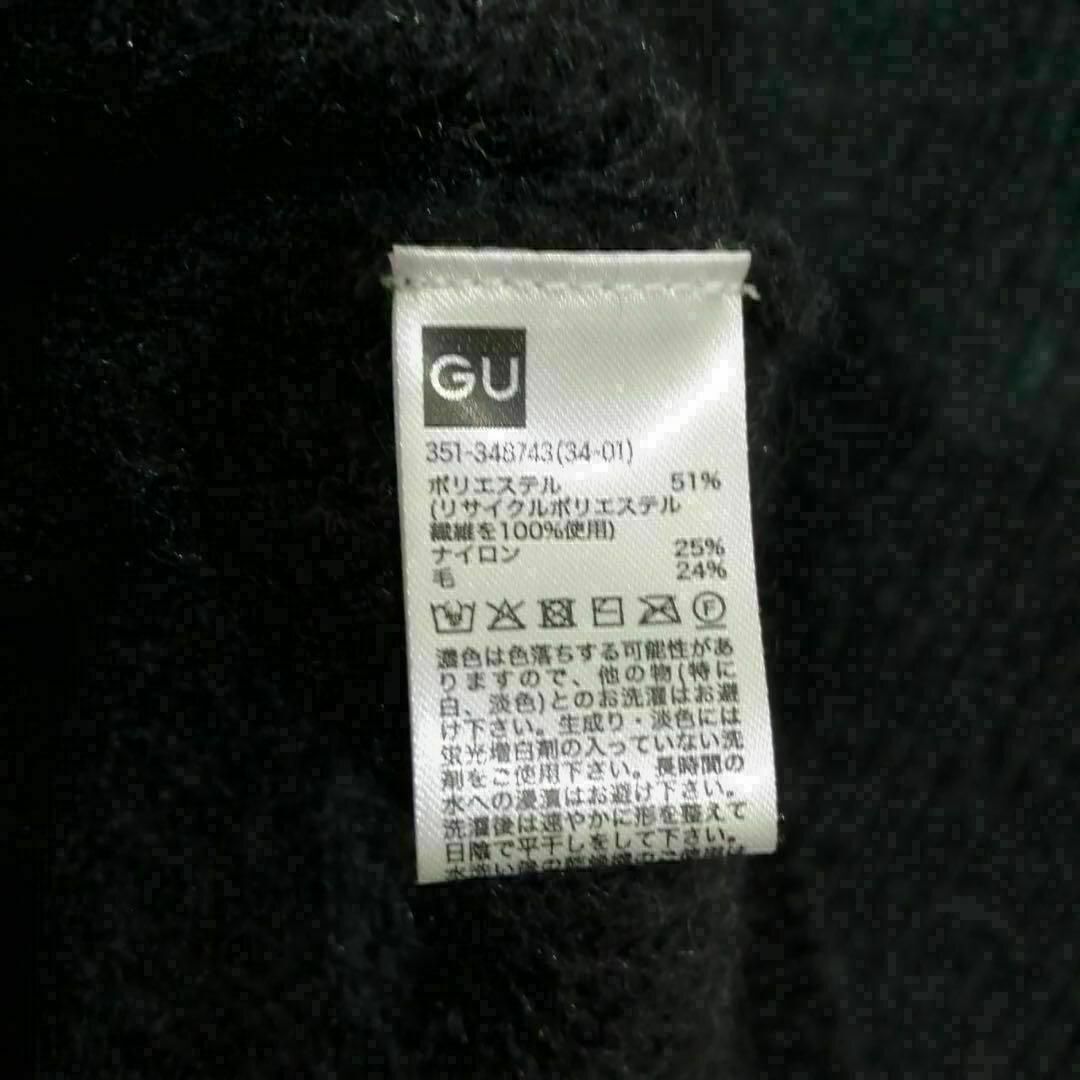 GU
351-348743(34-01)
ポリエステル 51%
(リサイクルポリエステル
繊維を100%使用)
ナイロン 25%
毛 24%
F
濃色は色落ちする可能性があ
りますので、他の物(特に
白、淡色)とのお洗濯はお避
け下さい。生成り・淡色には
蛍光増白剤の入っていない洗
剤をご使用下さい。長時間の
水への浸漬はお避け下さい。
洗濯後は速やかに形を整えて
日陰で平干しをして下さい。